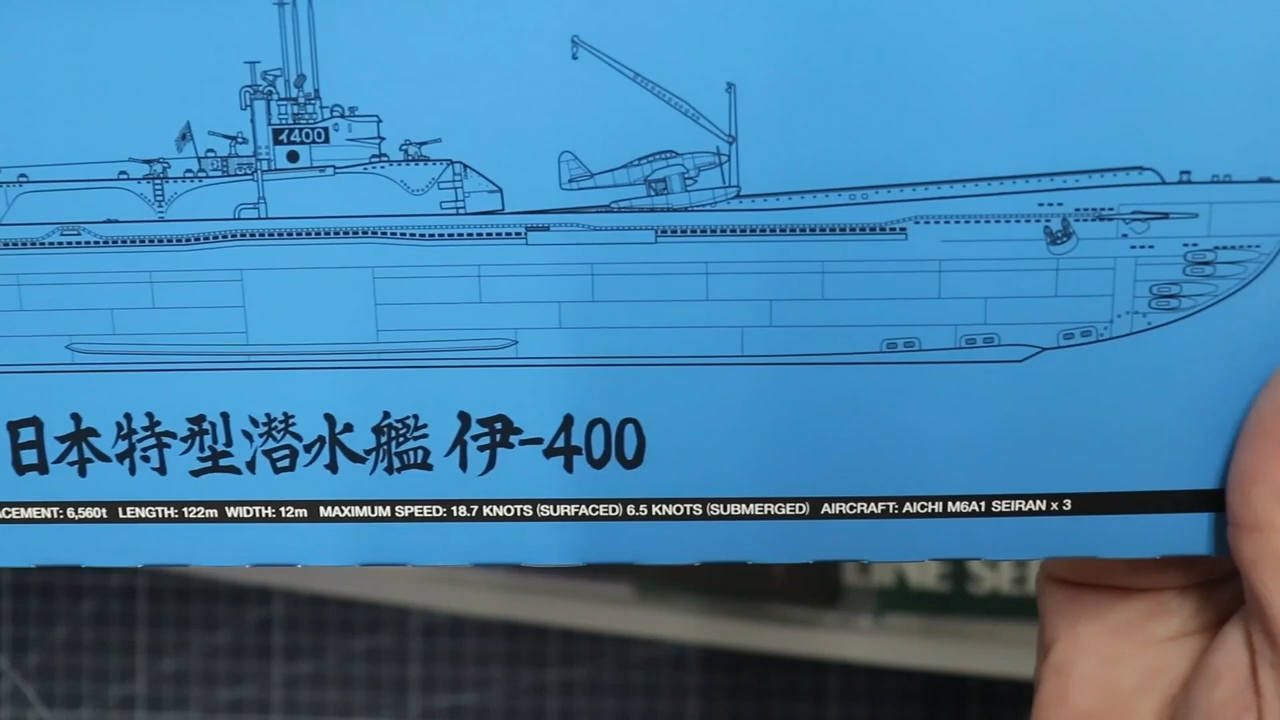 イ400
日本特型潜水艦 伊-400
ACEMENT: 6,560t LENGTH: 122m WIDTH: 12m MAXIMUM SPEED: 18.7 KNOTS (SURFACED) 6.5 KNOTS (SUBMERGED) AIRCRAFT: AICHI M6A1 SEIRAN x 3